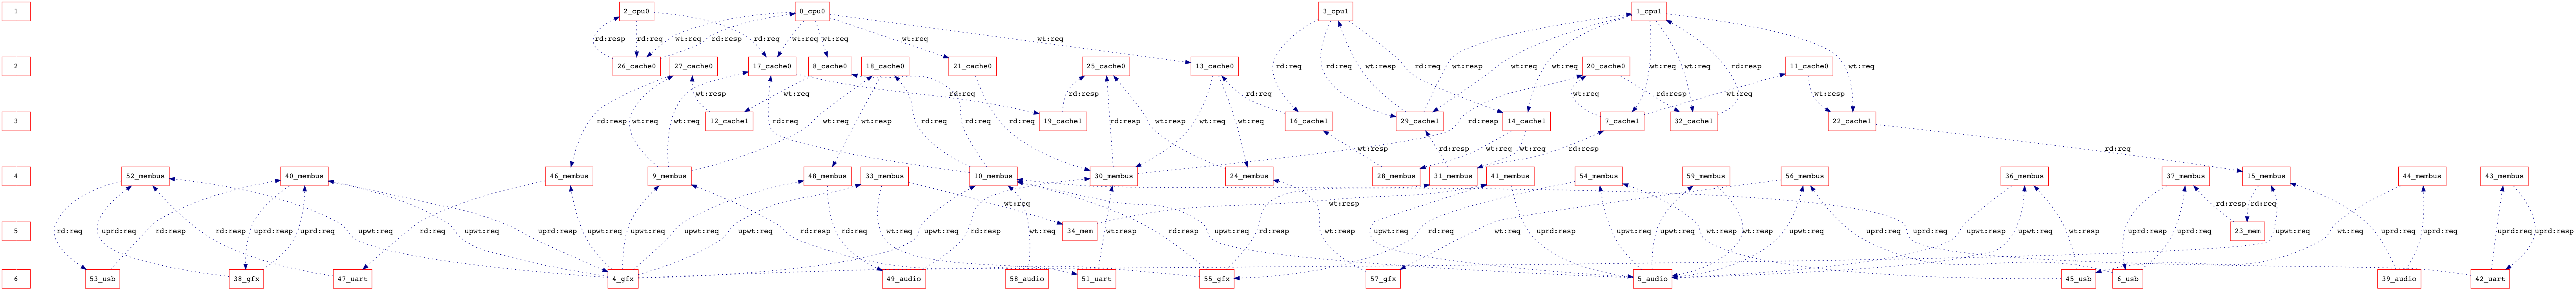 1 2_cpu0 0_cpu0 3_cpu1 1_cpu1
rd:resp rd:req wt:req rd:resp rd:req wt:req wt:req wt:req wt:req rd:req rd:req wt:resp rd:req wt:resp wt:req wt:req wt:req wt:req rd:resp wt:req
2 26_cache0 27_cache0 17_cache0 8_cache0 18_cache0 21_cache0 25_cache0 13_cache0 20_cache0 11_cache0
rd:resp wt:req wt:resp wt:req rd:req wt:req wt:req wt:resp rd:req rd:req rd:req rd:resp rd:resp wt:resp wt:req rd:req rd:req rd:resp wt:req wt:resp
3 12_cache1 19_cache1 16_cache1 29_cache1 14_cache1 7_cache1 32_cache1 22_cache1
wt:resp rd:resp wt:req wt:req rd:resp rd:req
4 52_membus 40_membus 46_membus 9_membus 48_membus 33_membus 10_membus 30_membus 24_membus 28_membus 31_membus 41_membus 54_membus 59_membus 56_membus 36_membus 37_membus 15_membus 44_membus 43_membus
wt:req wt:resp rd:resp rd:req
5 34_mem 23_mem
rd:req uprd:req rd:resp uprd:req rd:resp upwt:req upwt:req uprd:resp rd:req upwt:req upwt:req upwt:req upwt:req rd:resp rd:req wt:req upwt:req rd:resp wt:req wt:resp rd:resp upwt:req rd:resp wt:resp upwt:req wt:req rd:req uprd:resp upwt:req upwt:req wt:resp wt:resp upwt:req uprd:req uprd:req upwt:resp upwt:req wt:resp uprd:resp uprd:req upwt:req wt:req uprd:req uprd:req uprd:resp
6 53_usb 38_gfx 47_uart 4_gfx 49_audio 58_audio 51_uart 55_gfx 57_gfx 5_audio 45_usb 6_usb 39_audio 42_uart